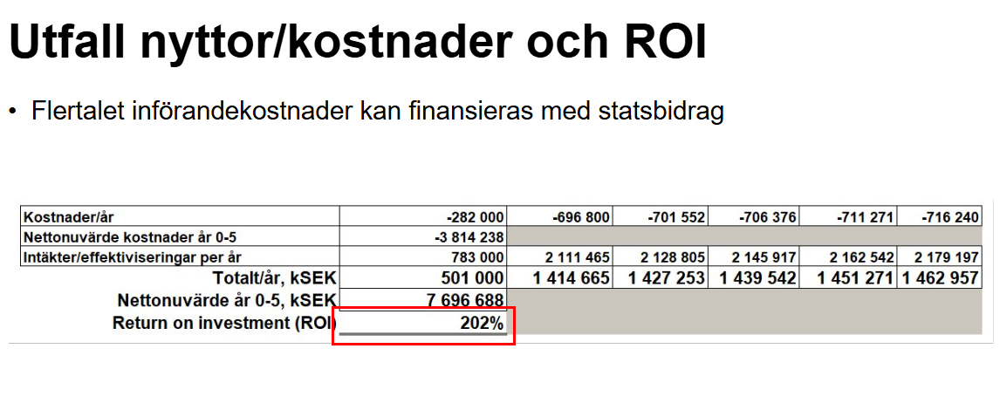 Utfall nyttor/kostnader och ROI
• Flertalet införandekostnader kan finansieras med statsbidrag
Kostnader/år -282 000 -696 800 -701 552 -706 376 -711 271 -716 240
Nettonuvärde kostnader år 0-5 -3 814 238
Intäkter/effektiviseringar per år 783 000 2 111 465 2 128 805 2 145 917 2 162 542 2 179 197
Totalt/år, kSEK 501 000 1 414 665 1 427 253 1 439 542 1 451 271 1 462 957
Nettonuvärde år 0-5, kSEK 7 696 688
Return on investment (ROI) 202%